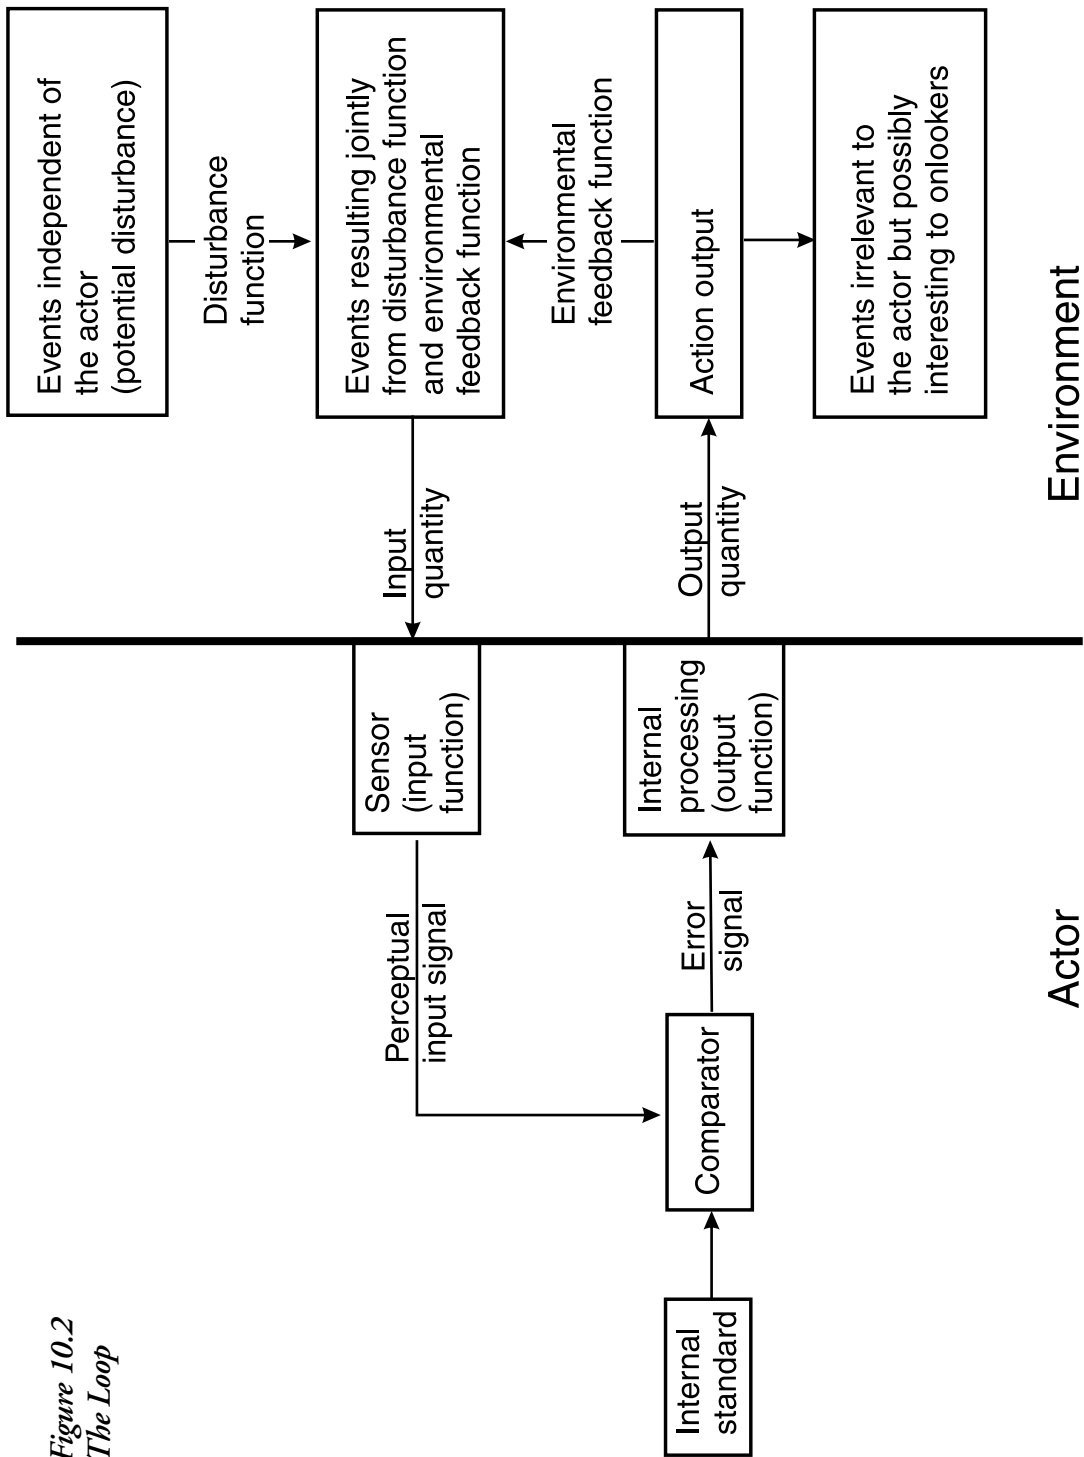 Figure 10.2
The Loop
Events independent of
the actor
(potential disturbance)
Disturbance
function
Events resulting jointly
from disturbance function
and environmental
feedback function
Environmental
feedback function
Action output
Events irrelevant to
the actor but possibly
interesting to onlookers
Input
quantity
Output
quantity
Sensor
(input
function)
Internal
processing
(output
function)
Perceptual
input signal
Error
signal
Comparator
Internal
standard
Actor
Environment